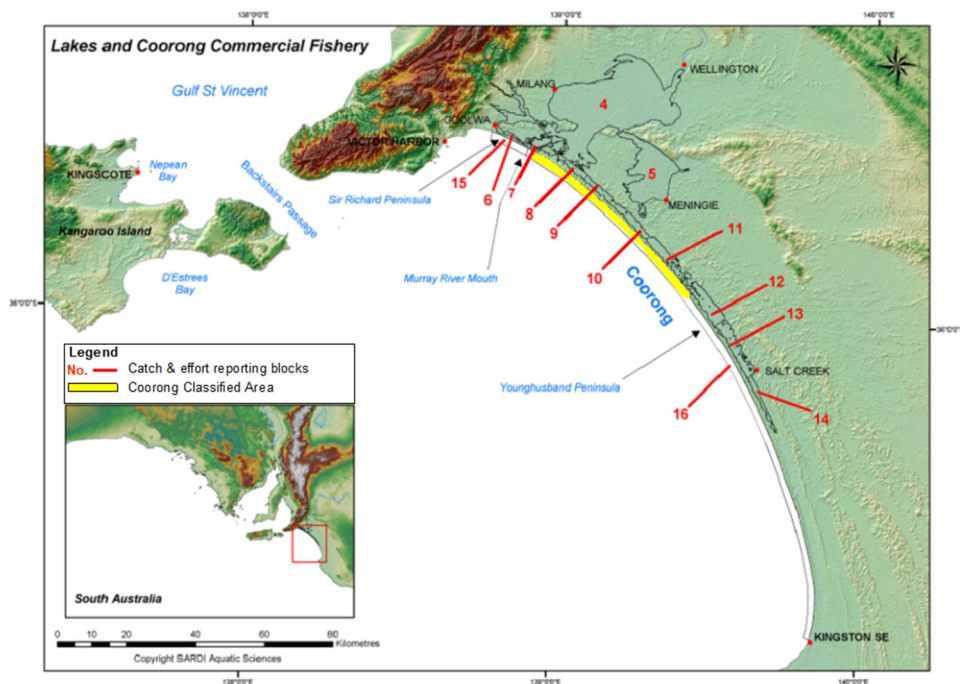 138°0'0"E
139°0'0"E
140°0'0"E
Lakes and Coorong Commercial Fishery
Gulf St Vincent
WELLINGTON
MILANG
4
GOOLWA
VICTOR HARBOR
Nepean
Bay
KINGSCOTE
Backstairs Passage
15
6
7
5
Sir Richard Peninsula
8
MENINGIE
9
Kangaroo Island
11
Murray River Mouth
10
D'Estrees
Bay
Coorong
12
36°0'0"S
13
36°0'0"S
Legend
No. Catch & effort reporting blocks
Coorong Classified Area
SALT CREEK
Younghusband Peninsula
16
14
South Australia
0 10 20 40 60 80
Kilometres
KINGSTON SE
Copyright SARDI Aquatic Sciences
138°0'0"E
139°0'0"E
140°0'0"E